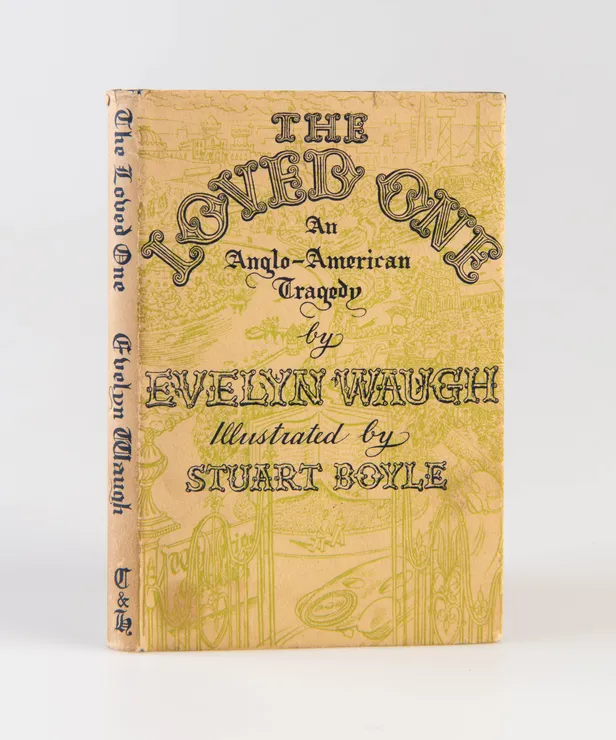 THE
LOVED ONE
An
Anglo-American
Tragedy
by
EVELYN WAUGH
Illustrated by
STUART BOYLE
The Loved One
Evelyn Waugh
C & H